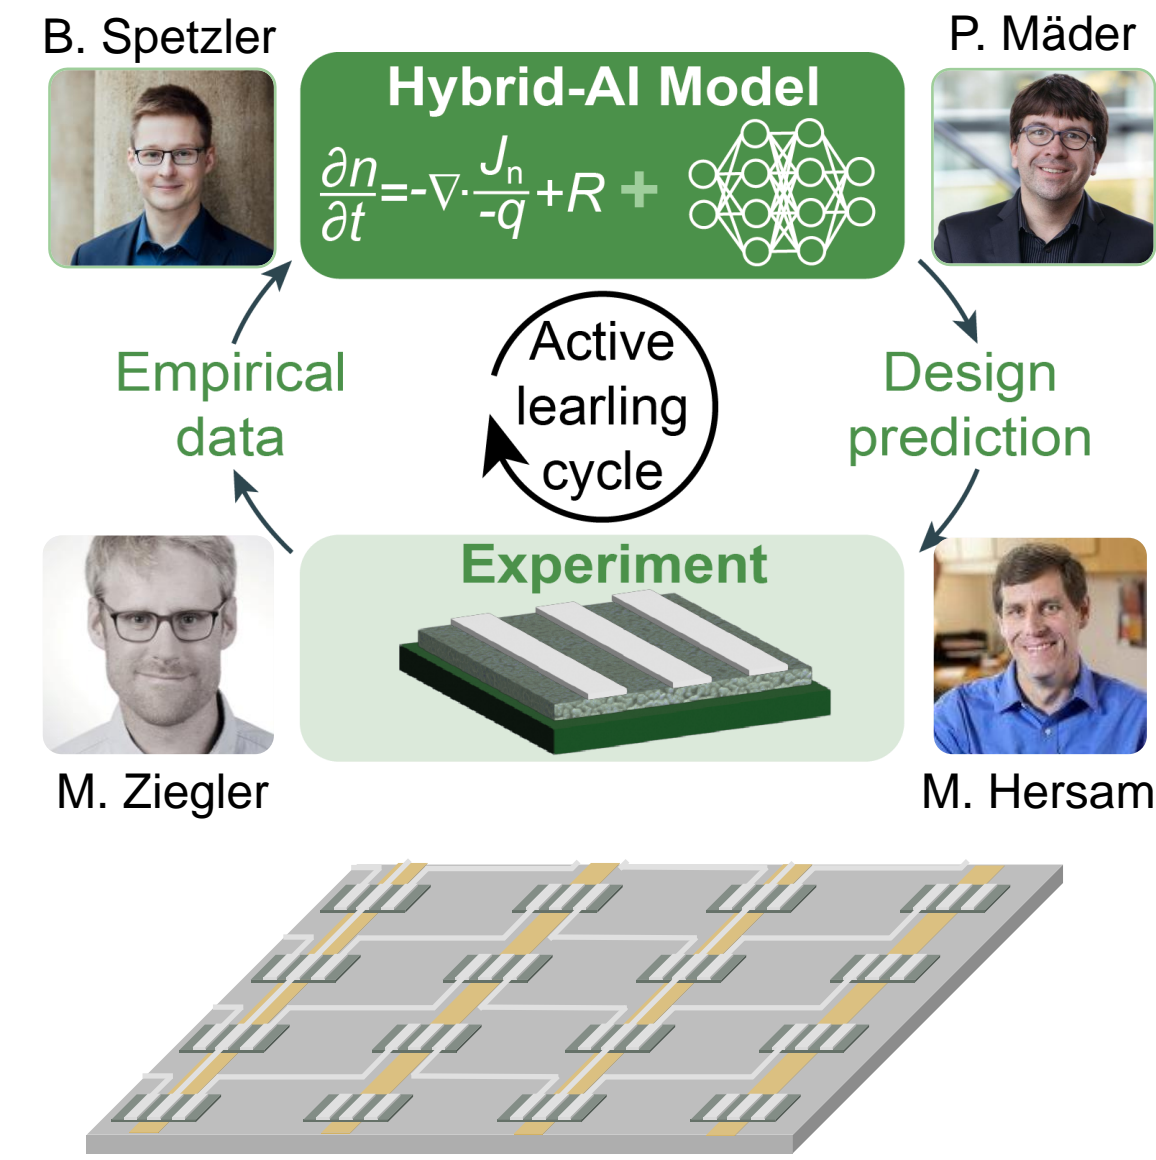 B. Spetzler
P. Mäder
Hybrid-AI Model
∂n/∂t=-∇·Jn/-q+R +
Active
learling
cycle
Empirical
data
Design
prediction
Experiment
M. Ziegler
M. Hersam